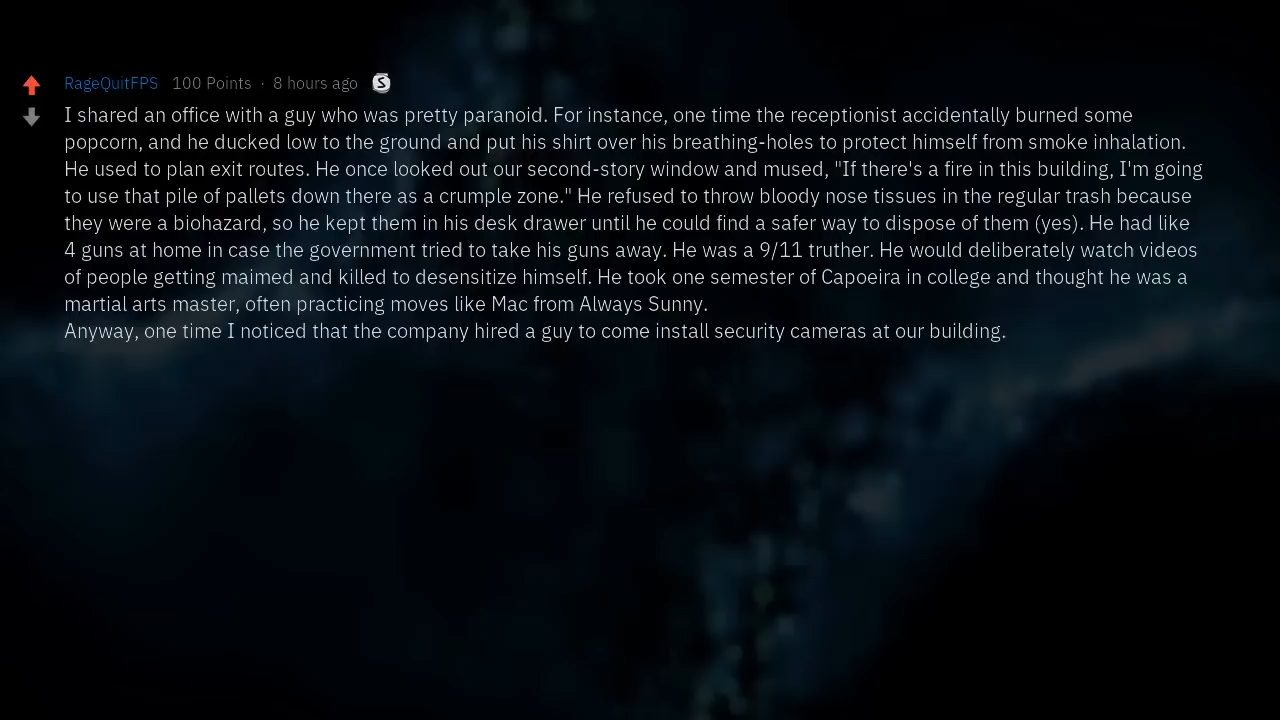 RageQuitFPS 100 Points · 8 hours ago S
I shared an office with a guy who was pretty paranoid. For instance, one time the receptionist accidentally burned some
popcorn, and he ducked low to the ground and put his shirt over his breathing-holes to protect himself from smoke inhalation.
He used to plan exit routes. He once looked out our second-story window and mused, "If there's a fire in this building, I'm going
to use that pile of pallets down there as a crumple zone." He refused to throw bloody nose tissues in the regular trash because
they were a biohazard, so he kept them in his desk drawer until he could find a safer way to dispose of them (yes). He had like
4 guns at home in case the government tried to take his guns away. He was a 9/11 truther. He would deliberately watch videos
of people getting maimed and killed to desensitize himself. He took one semester of Capoeira in college and thought he was a
martial arts master, often practicing moves like Mac from Always Sunny.
Anyway, one time I noticed that the company hired a guy to come install security cameras at our building.